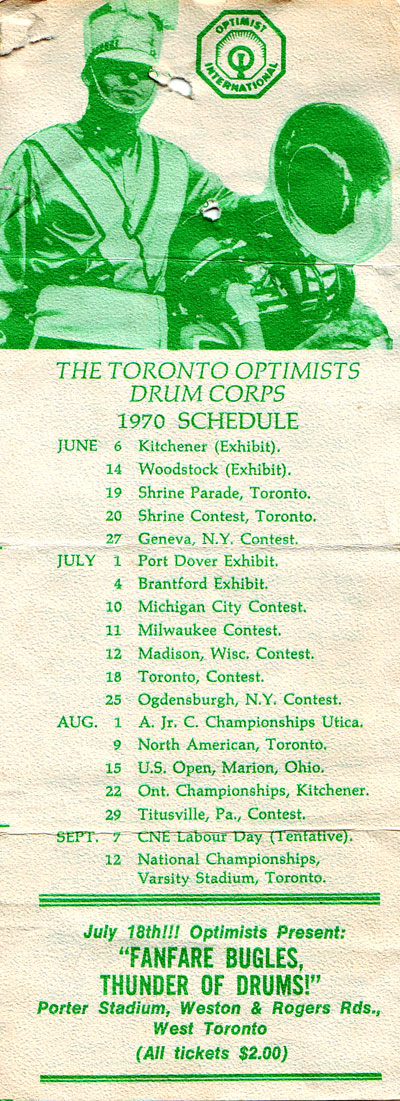 OPTIMIST
INTERNATIONAL
THE TORONTO OPTIMISTS
DRUM CORPS
1970 SCHEDULE
JUNE 6 Kitchener (Exhibit).
14 Woodstock (Exhibit).
19 Shrine Parade, Toronto.
20 Shrine Contest, Toronto.
27 Geneva, N.Y. Contest.
JULY 1 Port Dover Exhibit.
4 Brantford Exhibit.
10 Michigan City Contest.
11 Milwaukee Contest.
12 Madison, Wisc. Contest.
18 Toronto, Contest.
25 Ogdensburgh, N.Y. Contest.
AUG. 1 A. Jr. C. Championships Utica.
9 North American, Toronto.
15 U.S. Open, Marion, Ohio.
22 Ont. Championships, Kitchener.
29 Titusville, Pa., Contest.
SEPT. 7 CNE Labour Day (Tentative).
12 National Championships,
Varsity Stadium, Toronto.
July 18th!!! Optimists Present:
"FANFARE BUGLES,
THUNDER OF DRUMS!"
Porter Stadium, Weston & Rogers Rds.,
West Toronto
(All tickets $2.00)